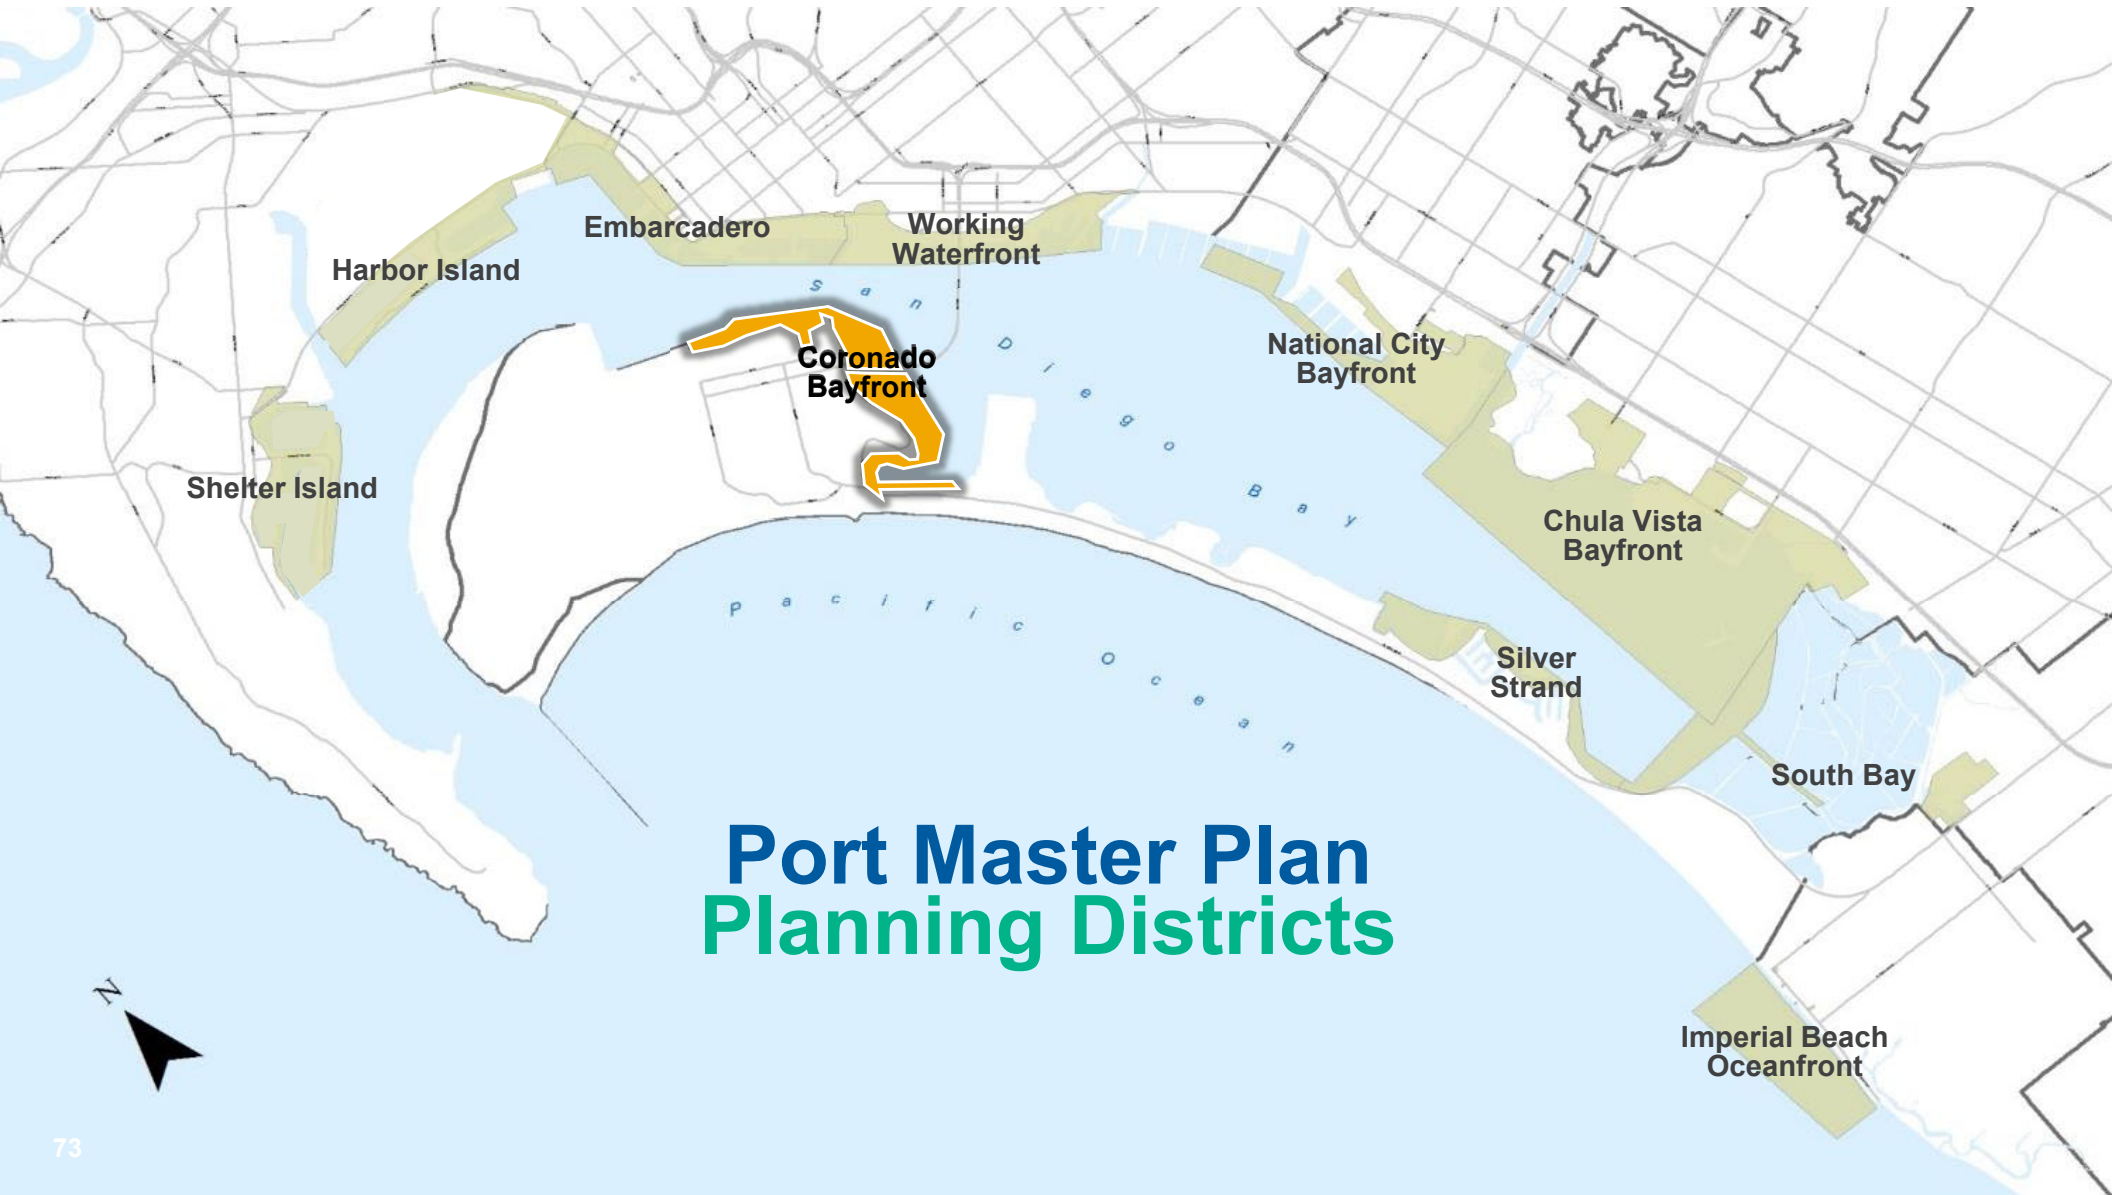 Embarcadero
Working
Waterfront
Harbor Island
San Diego Bay
Coronado
Bayfront
National City
Bayfront
Shelter Island
Chula Vista
Bayfront
Pacific Ocean
Silver
Strand
South Bay
Port Master Plan
Planning Districts
N
Imperial Beach
Oceanfront
73